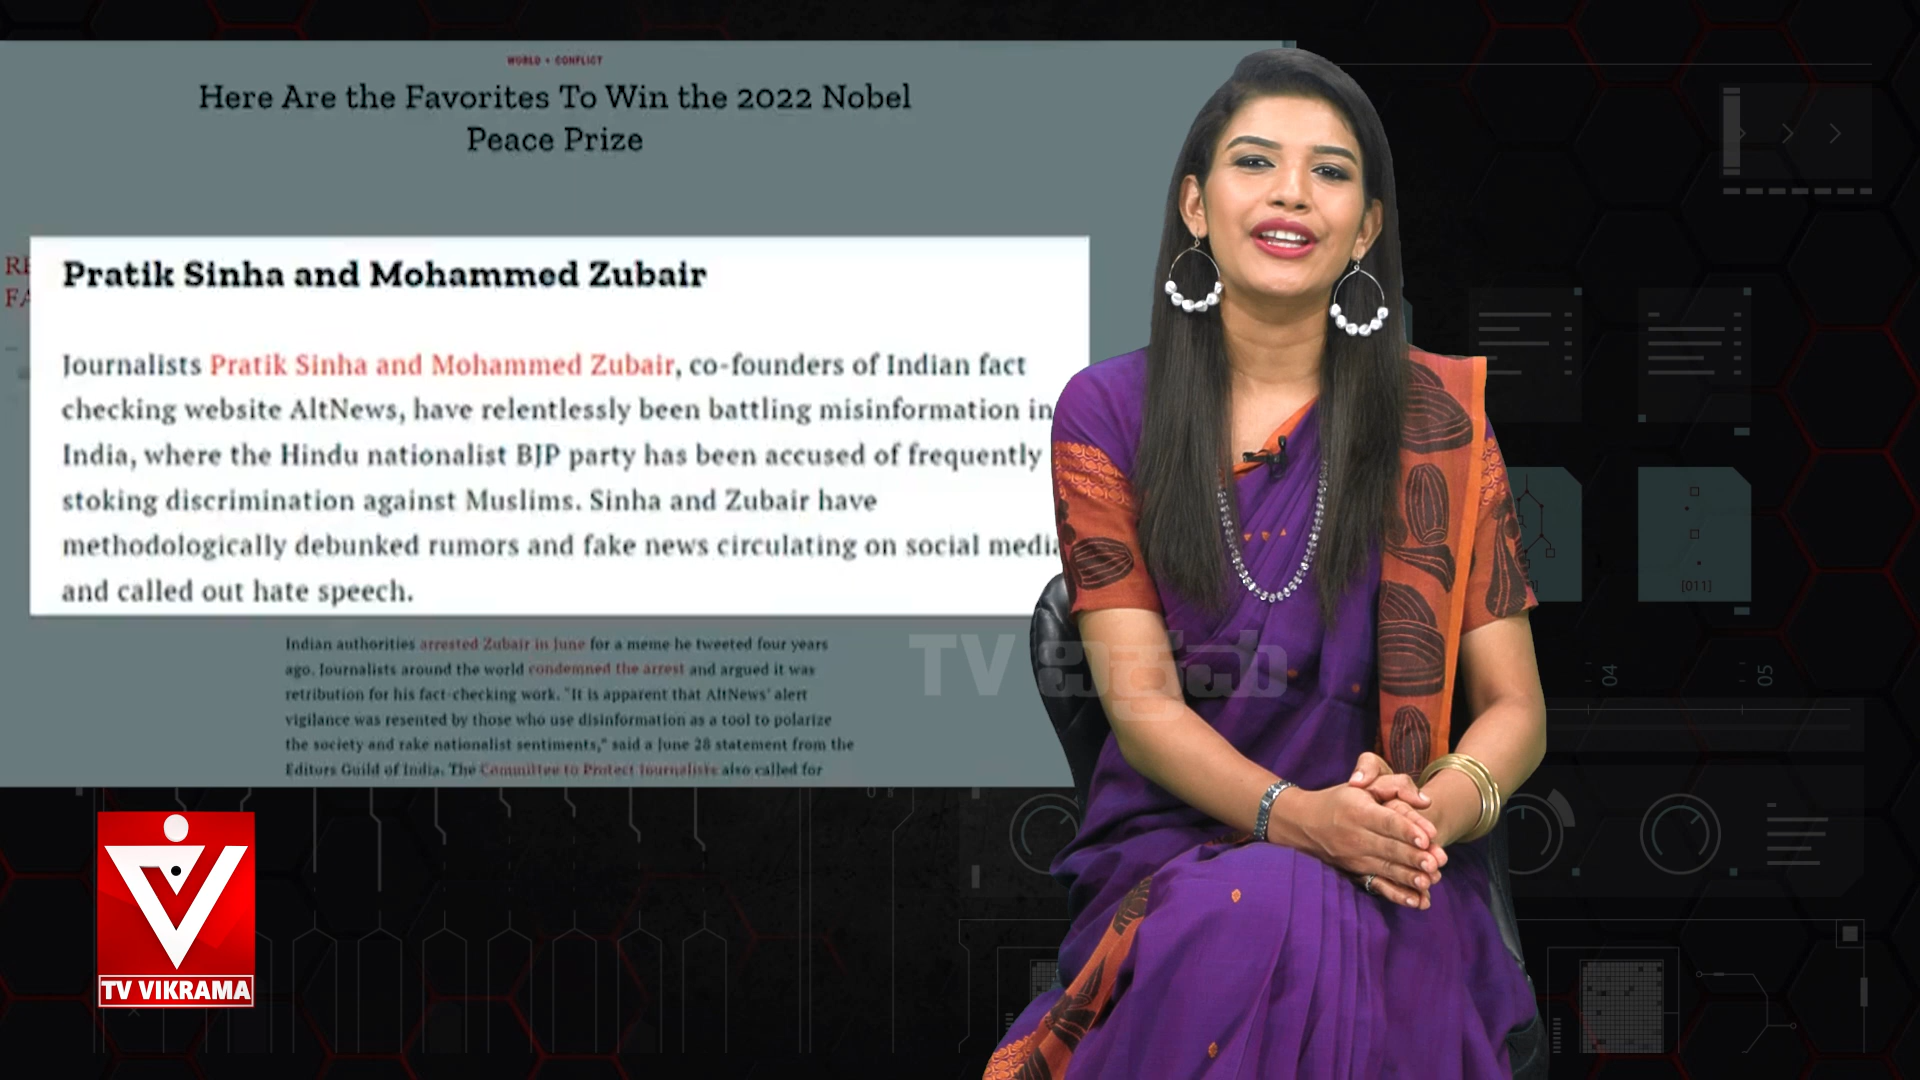 WORLD • CONFLICT
Here Are the Favorites To Win the 2022 Nobel
Peace Prize
RE
FA
Pratik Sinha and Mohammed Zubair
Journalists Pratik Sinha and Mohammed Zubair, co-founders of Indian fact
checking website AltNews, have relentlessly been battling misinformation in
India, where the Hindu nationalist BJP party has been accused of frequently
stoking discrimination against Muslims. Sinha and Zubair have
methodologically debunked rumors and fake news circulating on social media
and called out hate speech.
Indian authorities arrested Zubair in June for a meme he tweeted four years
ago. Journalists around the world condemned the arrest and argued it was
retribution for his fact-checking work. "It is apparent that AltNews' alert
vigilance was resented by those who use disinformation as a tool to polarize
the society and rake nationalist sentiments," said a June 28 statement from the
Editors Guild of India. The Committee to Protect Journalists also called for
TV ವಿಕ್ರಮ
[011]
04
05
TV VIKRAMA